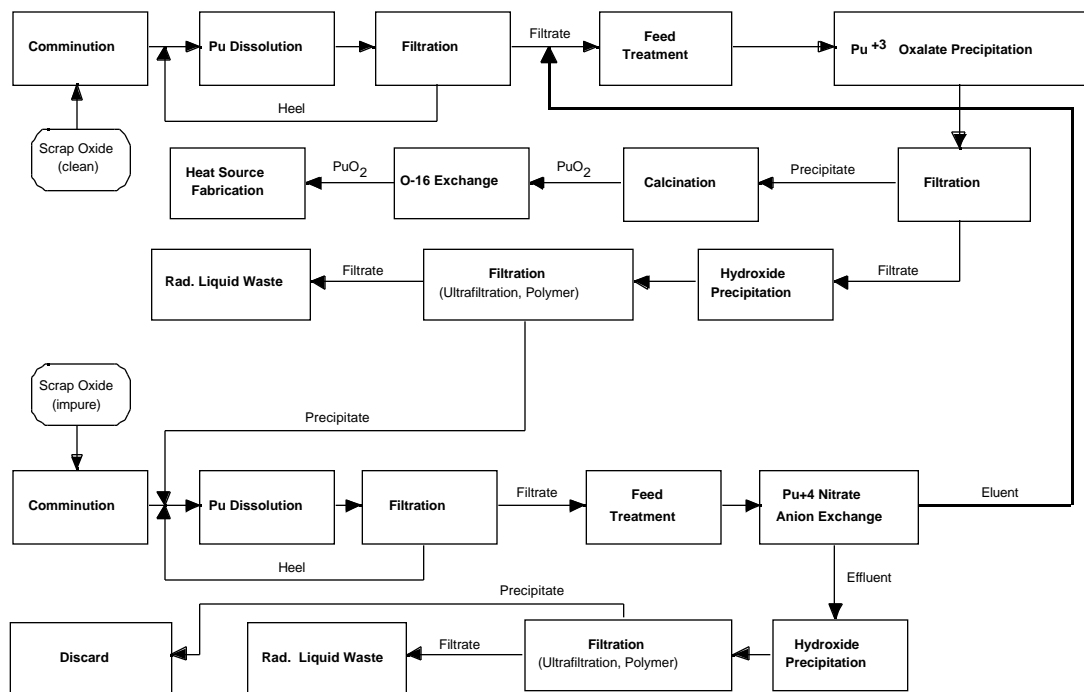 Comminution
Pu Dissolution
Filtration
Filtrate
Feed
Treatment
Pu +3 Oxalate Precipitation
Heel
Scrap Oxide
(clean)
Heat Source
Fabrication
PuO2
O-16 Exchange
PuO2
Calcination
Precipitate
Filtration
Rad. Liquid Waste
Filtrate
Filtration
(Ultrafiltration, Polymer)
Hydroxide
Precipitation
Filtrate
Scrap Oxide
(impure)
Precipitate
Comminution
Pu Dissolution
Filtration
Filtrate
Feed
Treatment
Pu+4 Nitrate
Anion Exchange
Eluent
Heel
Effluent
Precipitate
Discard
Rad. Liquid Waste
Filtrate
Filtration
(Ultrafiltration, Polymer)
Hydroxide
Precipitation